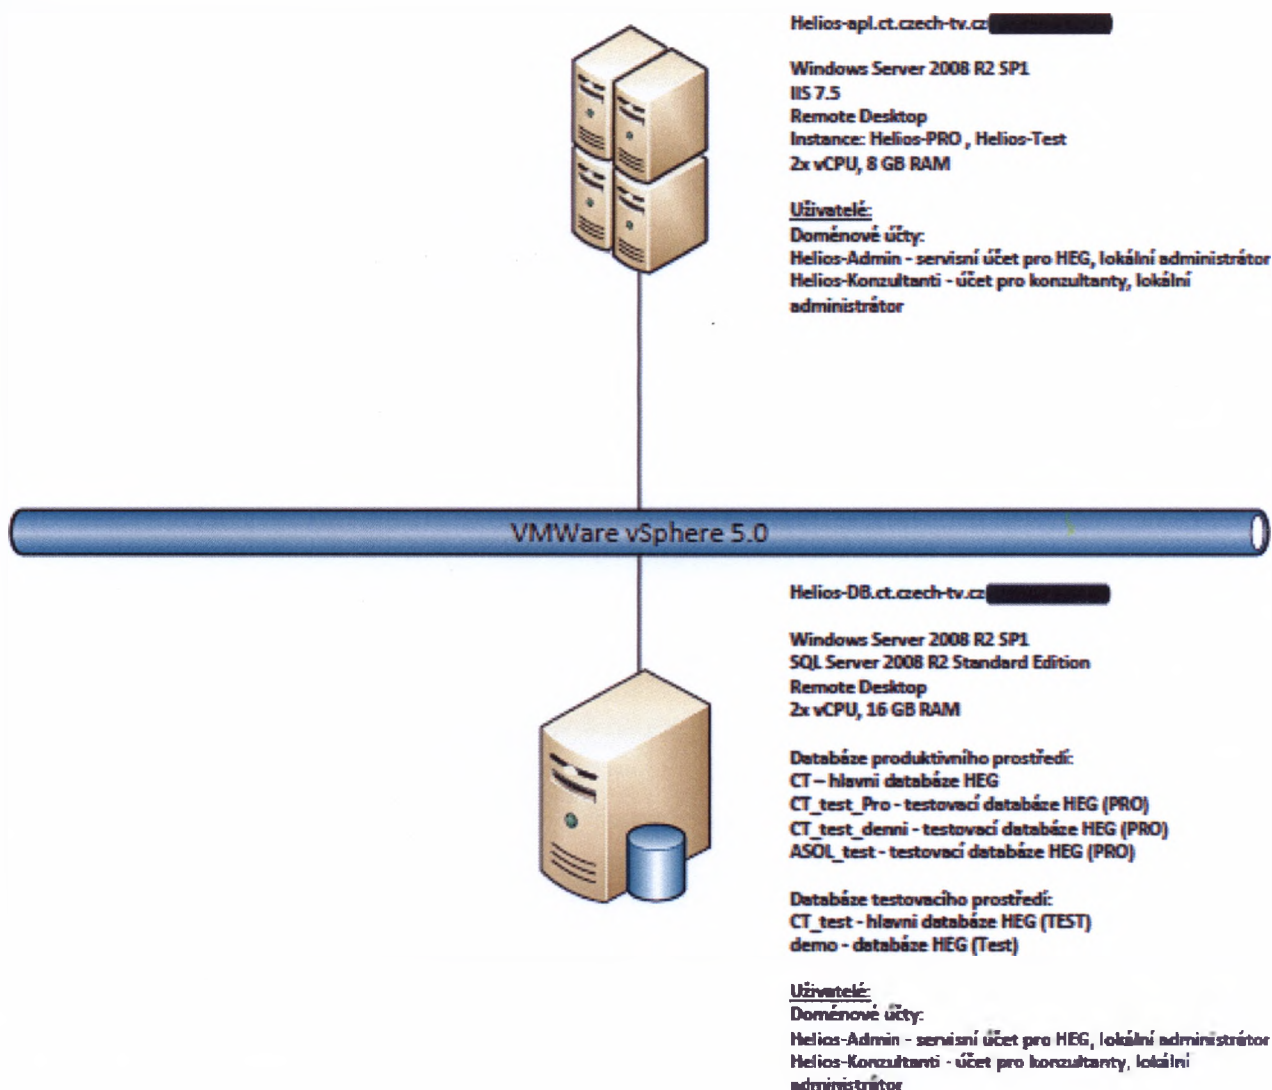 Helios-apl.ct.czech-tv.cz
Windows Server 2008 R2 SP1
IIS 7.5
Remote Desktop
Instance: Helios-PRO , Helios-Test
2x vCPU, 8 GB RAM
Uživatelé:
Doménové účty:
Helios-Admin - servisní účet pro HEG, lokální administrátor
Helios-Konzultanti - účet pro konzultanty, lokální
administrátor
VMWare vSphere 5.0
Helios-DB.ct.czech-tv.cz
Windows Server 2008 R2 SP1
SQL Server 2008 R2 Standard Edition
Remote Desktop
2x vCPU, 16 GB RAM
Databáze produktivního prostředí:
CT – hlavni databáze HEG
CT_test_Pro - testovací databáze HEG (PRO)
CT_test_denni - testovací databáze HEG (PRO)
ASOL_test - testovací databáze HEG (PRO)
Databáze testovacího prostředí:
CT_test - hlavni databáze HEG (TEST)
demo - databáze HEG (Test)
Uživatelé:
Doménové účty:
Helios-Admin - servisní účet pro HEG, lokální administrátor
Helios-Konzultanti - účet pro konzultanty, lokální
administrátor